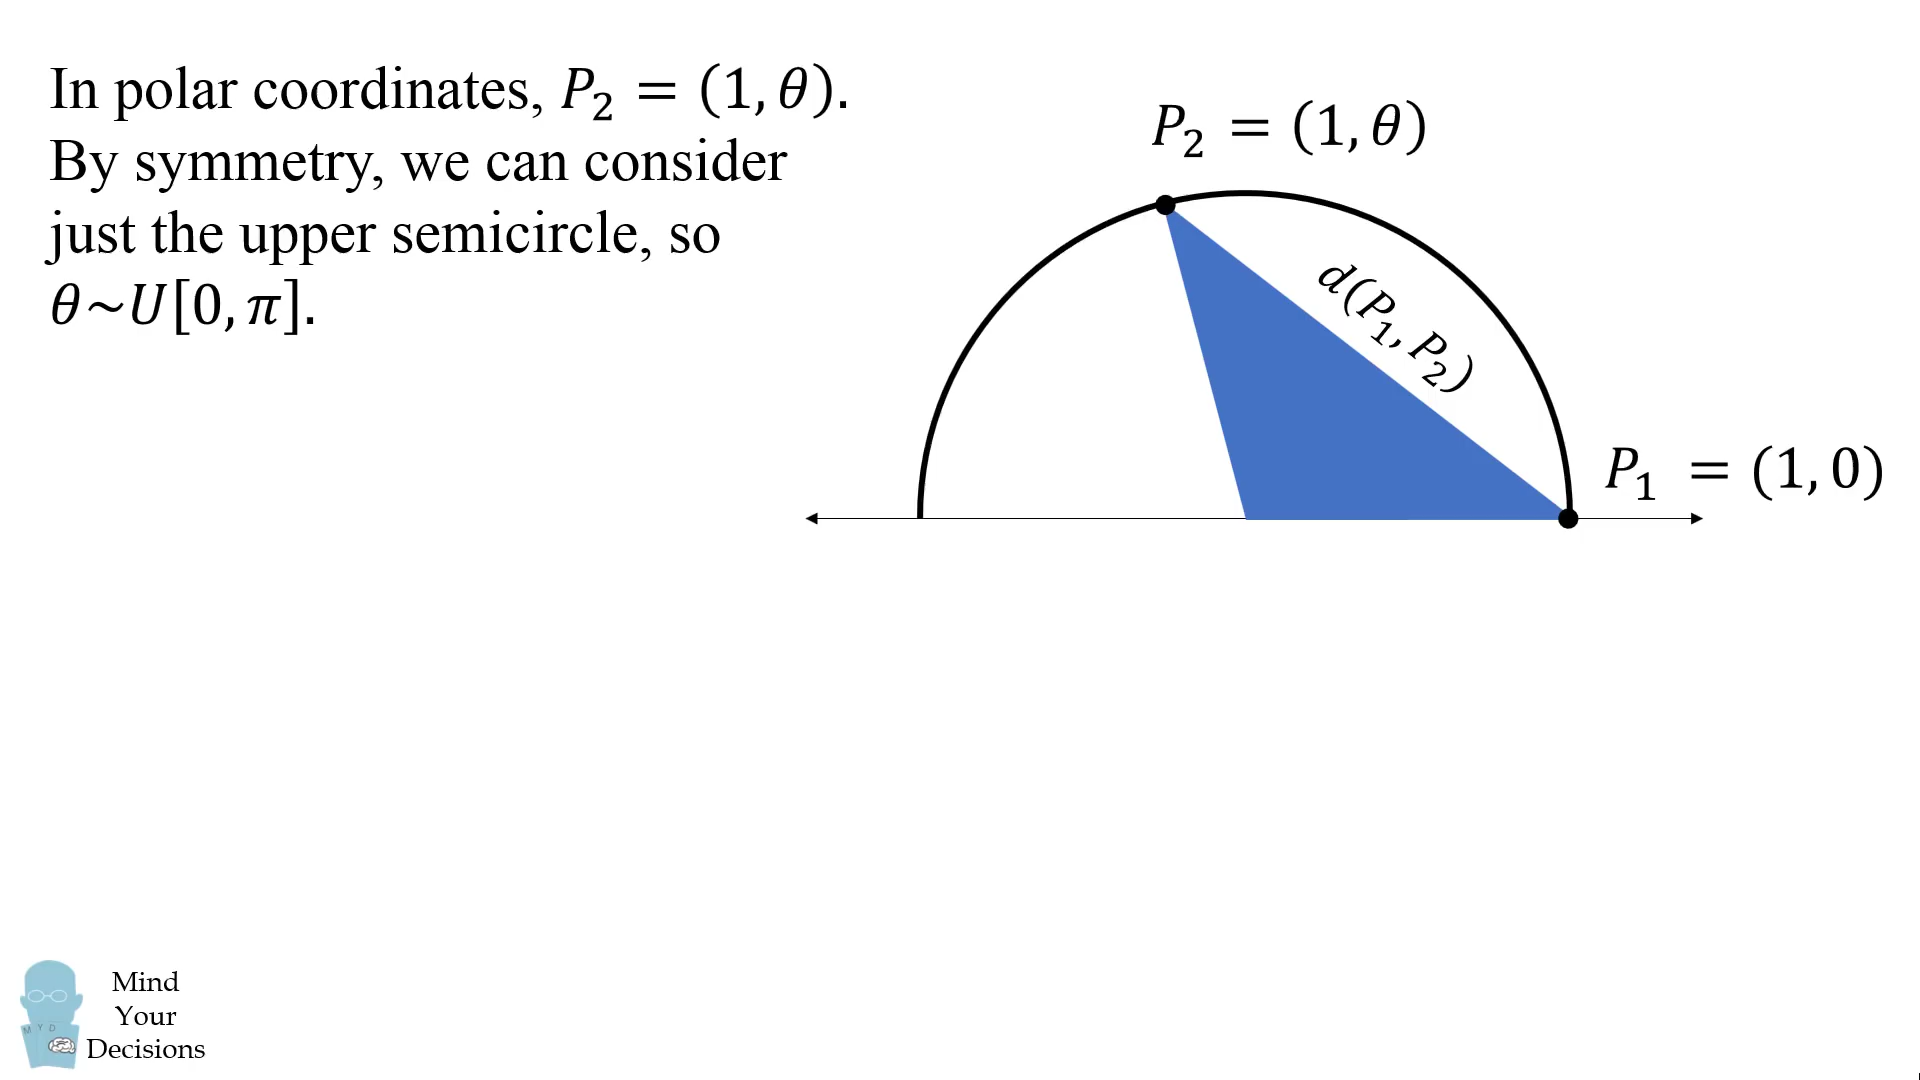 In polar coordinates, 𝑃₂ = (1, 𝜃).
By symmetry, we can consider
just the upper semicircle, so
𝜃~𝑈[0, 𝜋].
𝑃₂ = (1, 𝜃)
𝑑(𝑃₁, 𝑃₂)
𝑃₁ = (1, 0)
M Y D
Mind
Your
Decisions